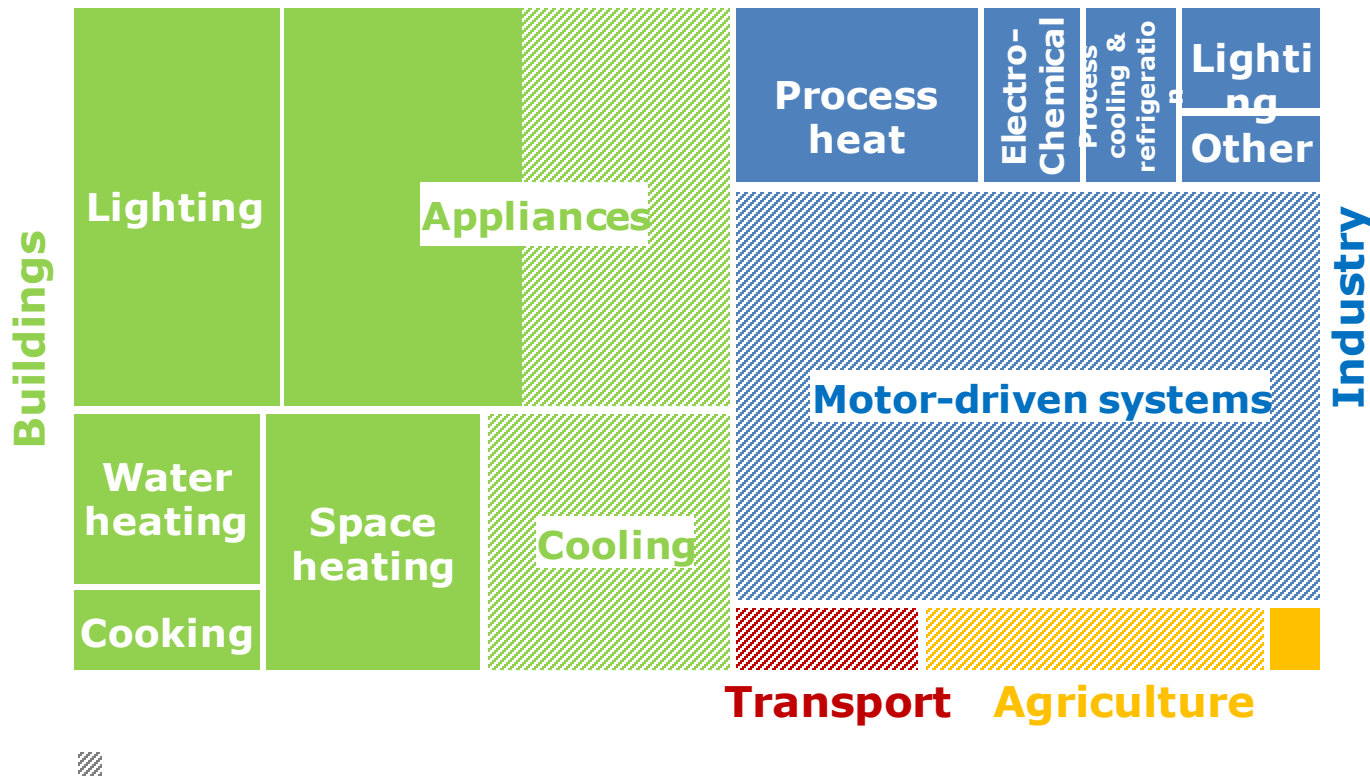 Buildings
Lighting
Appliances
Water
heating
Space
heating
Cooling
Cooking
Process
heat
Electro-
Chemical
Process
cooling &
refrigeratio
n
Lighti
ng
Other
Motor-driven systems
Industry
Transport
Agriculture